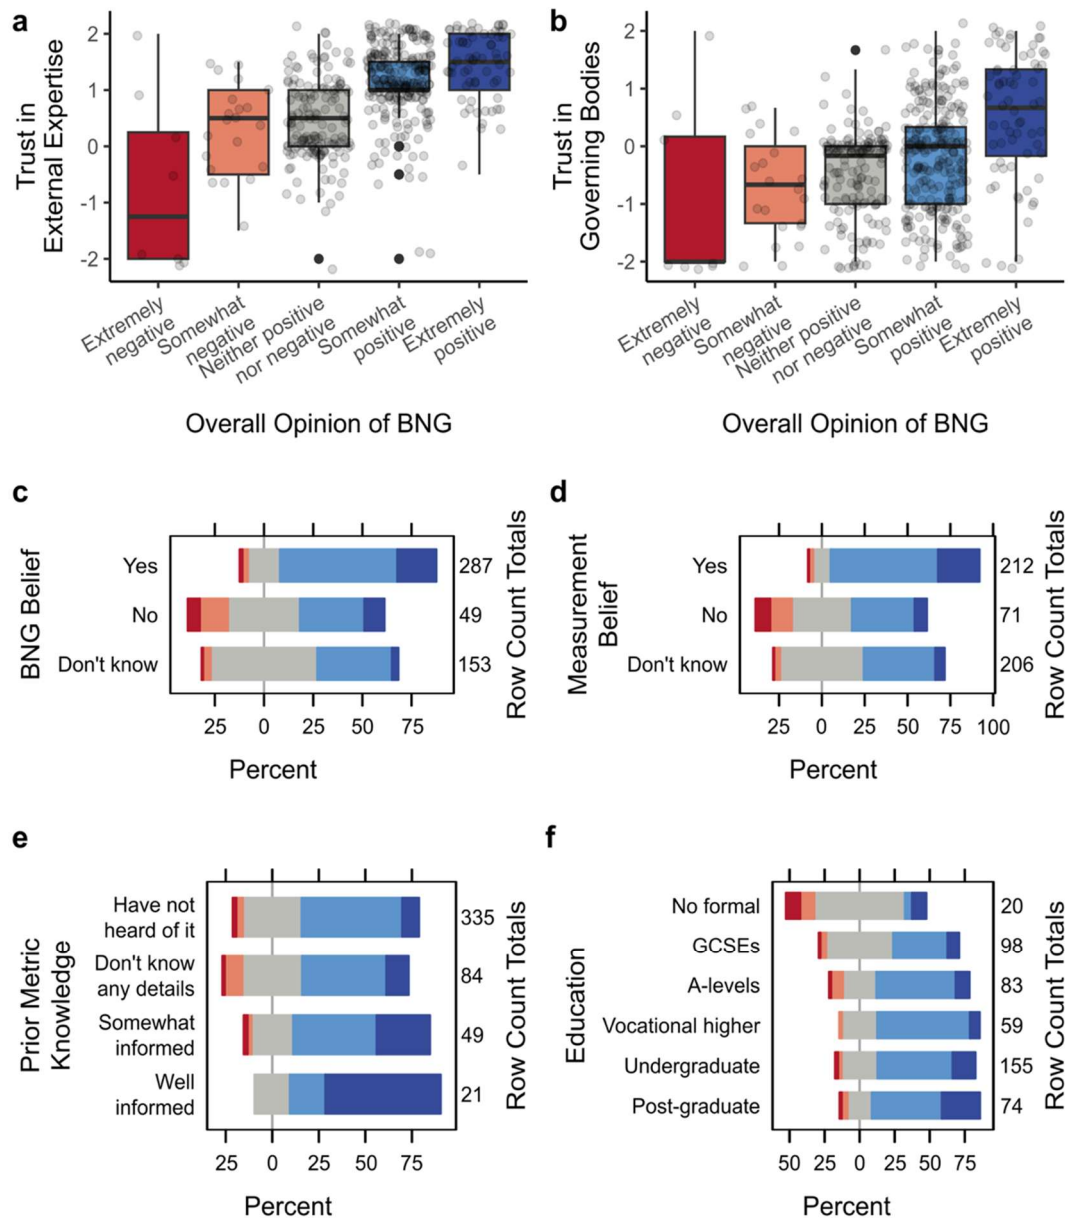 a
Trust in
External Expertise
2
1
0
-1
-2
Extremely
negative
Somewhat
negative
Neither positive
nor negative
Somewhat
positive
Extremely
positive
Overall Opinion of BNG
b
Trust in
Governing Bodies
2
1
0
-1
-2
Extremely
negative
Somewhat
negative
Neither positive
nor negative
Somewhat
positive
Extremely
positive
Overall Opinion of BNG
c
BNG Belief
Yes
No
Don't know
287
49
153
Row Count Totals
25 0 25 50 75
Percent
d
Measurement
Belief
Yes
No
Don't know
212
71
206
Row Count Totals
25 0 25 50 75 100
Percent
e
Prior Metric
Knowledge
Have not
heard of it
Don't know
any details
Somewhat
informed
Well
informed
335
84
49
21
Row Count Totals
25 0 25 50 75
Percent
f
Education
No formal
GCSEs
A-levels
Vocational higher
Undergraduate
Post-graduate
20
98
83
59
155
74
Row Count Totals
50 25 0 25 50 75
Percent